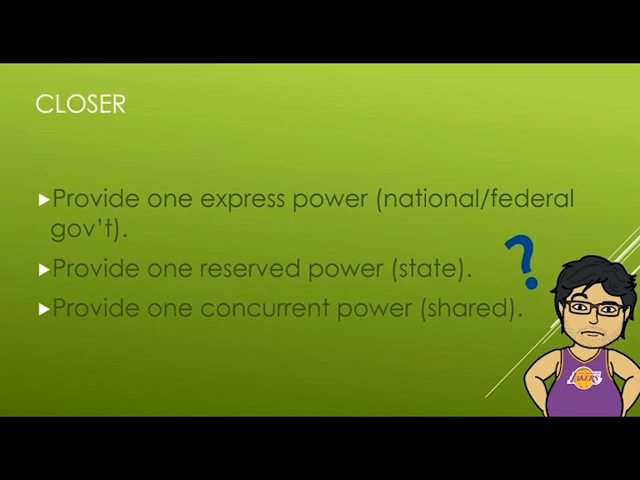 CLOSER
Provide one express power (national/federal
gov't).
Provide one reserved power (state).
Provide one concurrent power (shared).
?
LAKERS